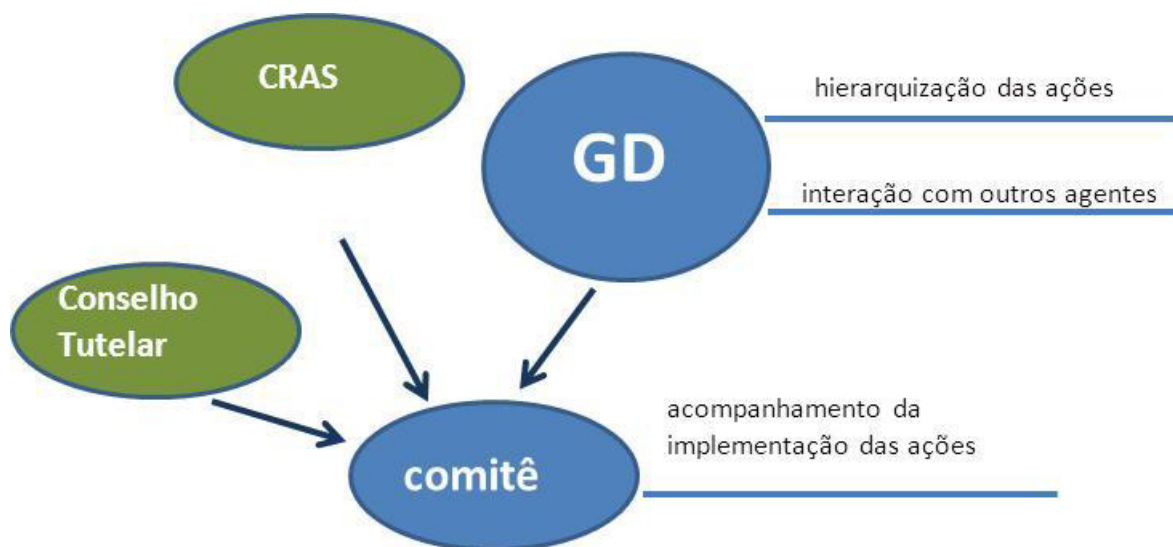 CRAS
GD
hierarquização das ações
interação com outros agentes
Conselho
Tutelar
comitê
acompanhamento da
implementação das ações